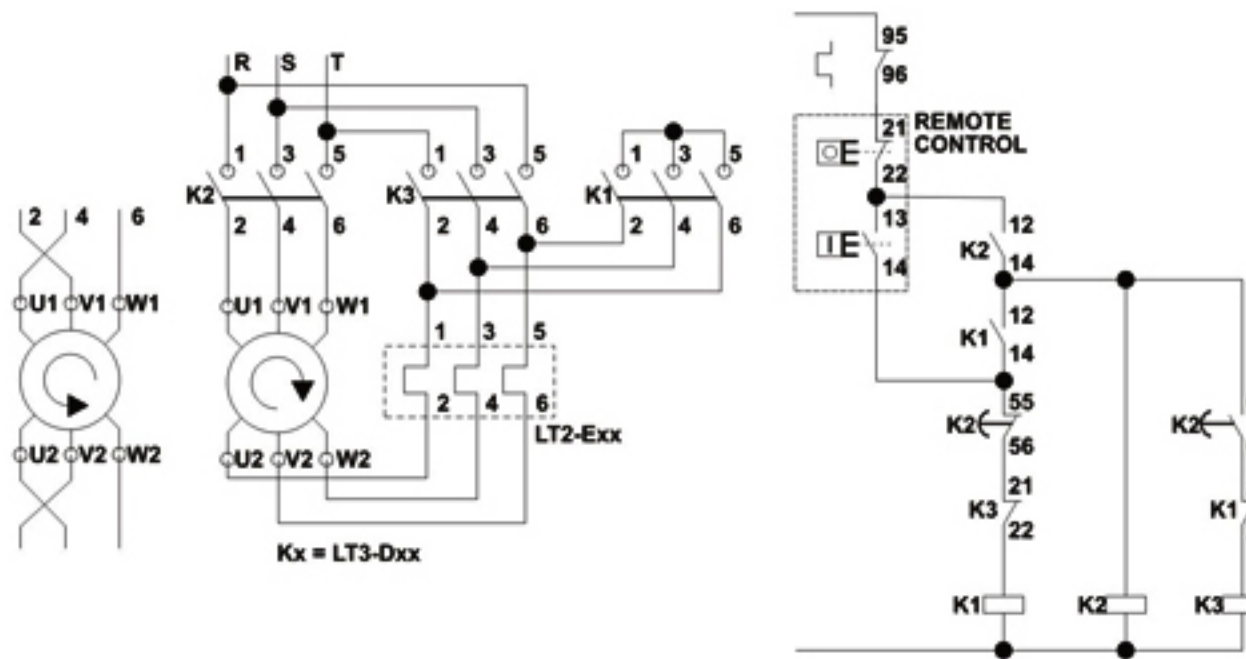 R S T
1 3 5
K2
2 4 6
1 3 5
K3
2 4 6
1 3 5
K1
2 4 6
2 4 6
U1 V1 W1
U2 V2 W2
U1 V1 W1
U2 V2 W2
1 3 5
2 4 6
LT2-Exx
Kx = LT3-Dxx
95
96
REMOTE
CONTROL
21
O E
22
13
I E
14
12
K2
14
12
K1
14
55
K2
56
21
K3
22
K1
K2
K2
K1
K3